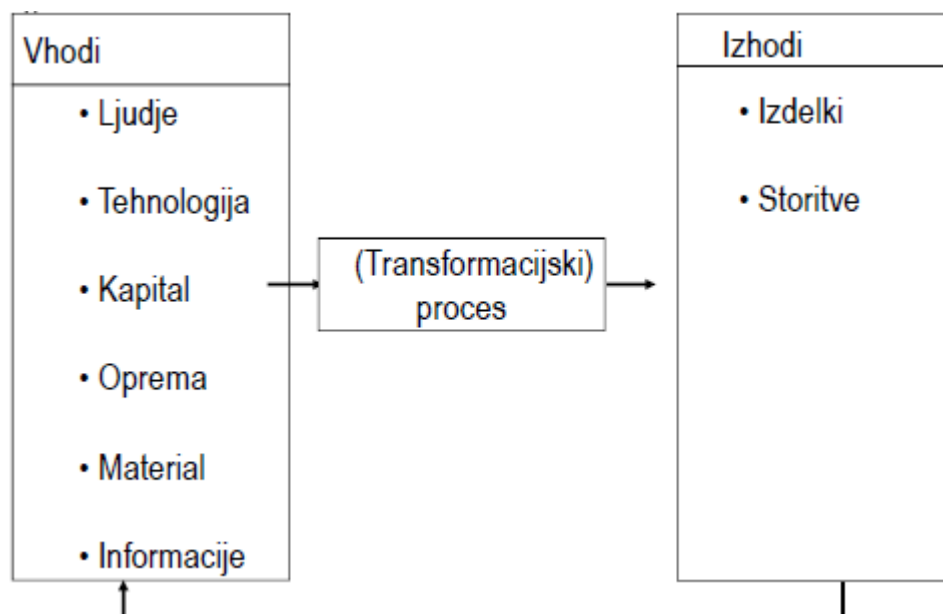 Vhodi
• Ljudje
• Tehnologija
• Kapital
• Oprema
• Material
• Informacije
(Transformacijski)
proces
Izhodi
• Izdelki
• Storitve